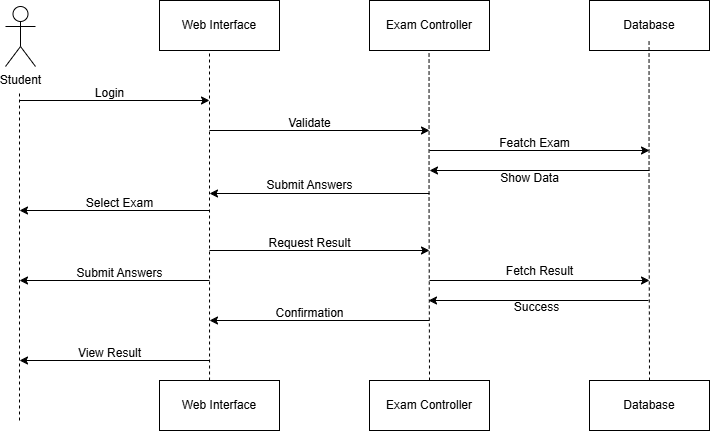 Web Interface
Exam Controller
Database
Student
Login
Validate
Featch Exam
Show Data
Submit Answers
Select Exam
Request Result
Submit Answers
Fetch Result
Success
Confirmation
View Result
Web Interface
Exam Controller
Database